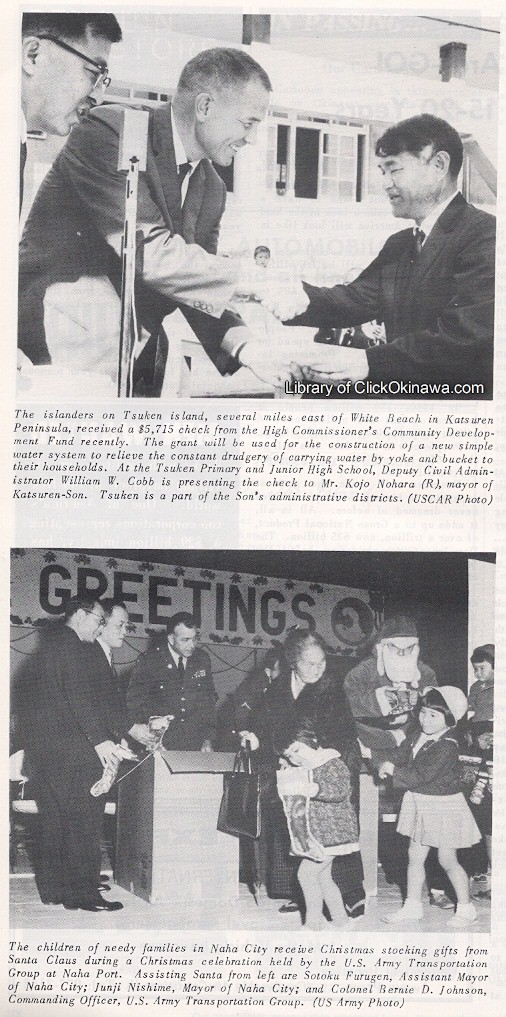 Library of ClickOkinawa.com
The islanders on Tsuken island, several miles east of White Beach in Katsuren
Peninsula, received a $5,715 check from the High Commissioner's Community Develop-
ment Fund recently. The grant will be used for the construction of a new simple
water system to relieve the constant drudgery of carrying water by yoke and bucket to
their households. At the Tsuken Primary and Junior High School, Deputy Civil Admin-
istrator William W. Cobb is presenting the check to Mr. Kojo Nohara (R), mayor of
Katsuren-Son. Tsuken is a part of the Son's administrative districts. (USCAR Photo)
GREETINGS
The children of needy families in Naha City receive Christmas stocking gifts from
Santa Claus during a Christmas celebration held by the U.S. Army Transportation
Group at Naha Port. Assisting Santa from left are Sotoku Furugen, Assistant Mayor
of Naha City; Junji Nishime, Mayor of Naha City; and Colonel Bernie D. Johnson,
Commanding Officer, U.S. Army Transportation Group. (US Army Photo)